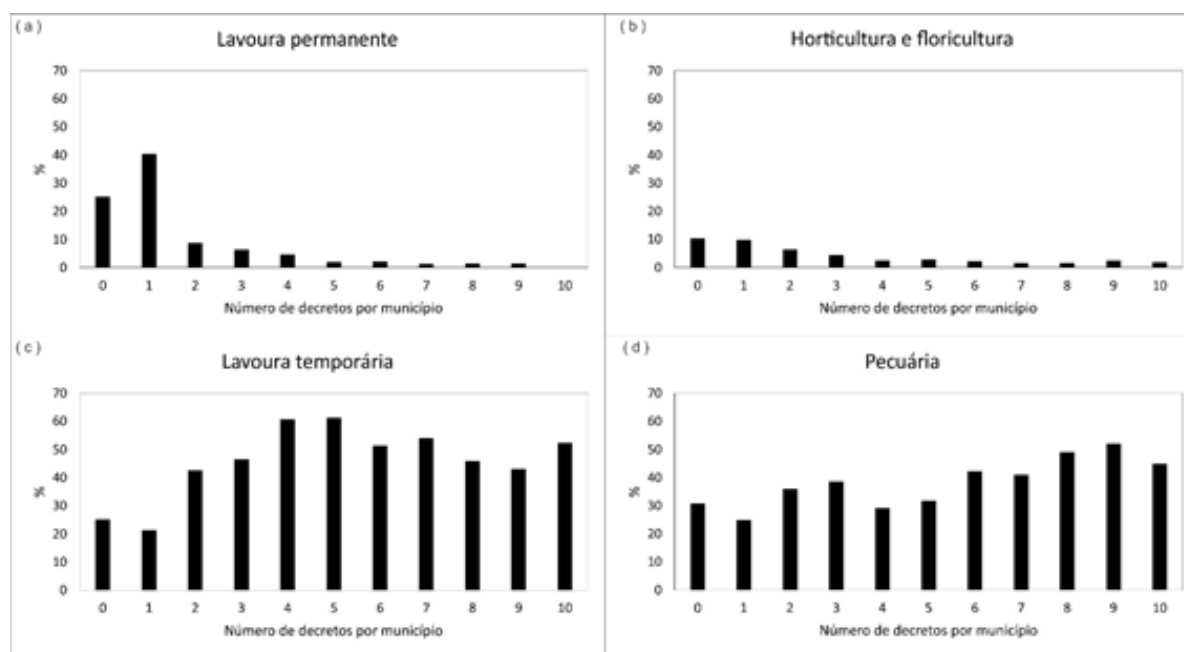 ( a )
Lavoura permanente
70
60
50
40
30
20
10
0
%
0 1 2 3 4 5 6 7 8 9 10
Número de decretos por município
( b )
Horticultura e floricultura
70
60
50
40
30
20
10
0
%
0 1 2 3 4 5 6 7 8 9 10
Número de decretos por município
( c )
Lavoura temporária
70
60
50
40
30
20
10
0
%
0 1 2 3 4 5 6 7 8 9 10
Número de decretos por município
( d )
Pecuária
70
60
50
40
30
20
10
0
%
0 1 2 3 4 5 6 7 8 9 10
Número de decretos por município